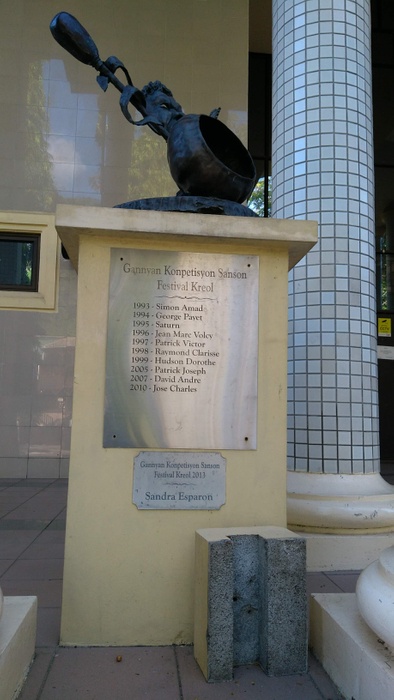 Gannyan Konpetisyon Sanson
Festival Kreol
1993 - Simon Amad
1994 - George Payet
1995 - Saturn
1996 - Jean Marc Volcy
1997 - Patrick Victor
1998 - Raymond Clarisse
1999 - Hudson Dorothe
2005 - Patrick Joseph
2007 - David Andre
2010 - Jose Charles
Gannyan Konpetisyon Sanson
Festival Kreol 2013
Sandra Esparon